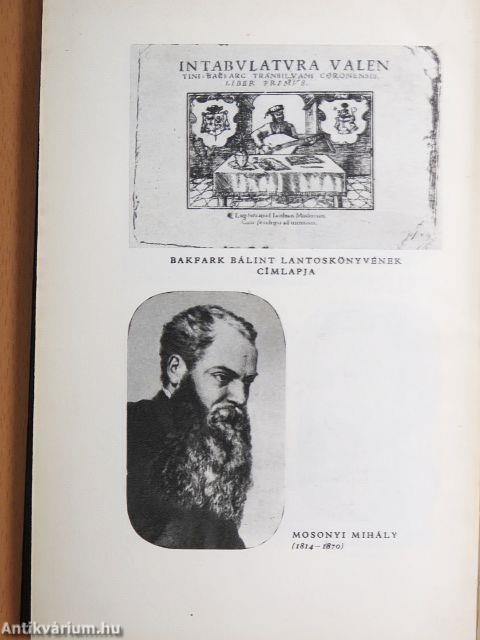 INTABVLATVRA VALEN
TINI BACFARC TRANSILVANI CORONENSIS.
LIBER PRIMVS.
BAKFARK BÁLINT LANTOSKÖNYVÉNEK
CÍMLAPJA
MOSONYI MIHÁLY
(1814–1870)
Antikvárium.hu